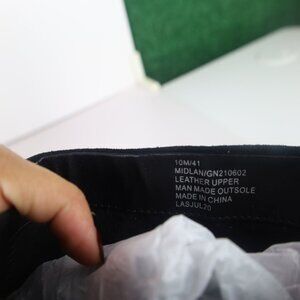 10M/41
MIDLAN/GN210602
LEATHER UPPER
MAN MADE OUTSOLE
MADE IN CHINA
LASJUL20